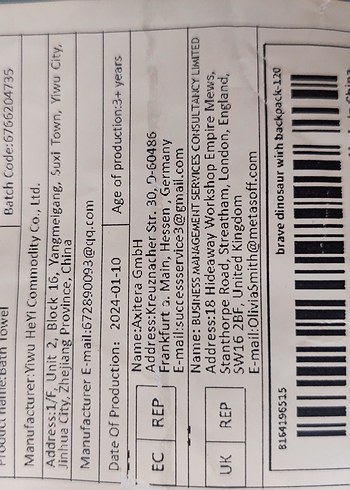 Product name:Bath Towel
Batch Code:6766204735
Manufacturer:Yiwu HeYi Commodity Co., Ltd.
Address:1/F, Unit 2, Block 16,Yangmeigang, Suxi Town, Yiwu City,
Jinhua City, Zhejiang Province, China
Manufacturer E-mail:672890093@qq.com
Date Of Production: 2024-01-10
Age of production:3+ years
EC REP
Name:Axitera GmbH
Address:Kreuznacher Str. 30,D-60486
Frankfurt a. Main, Hessen, Germany
E-mail:successservice3@gmail.com
UK REP
Name: BUSINESS MANAGEMENT SERVICES CONSULTANCY LIMITED
Address:18 Hideaway Workshop Empire Mews,
Stanthorpe Road, Streatham, London, England,
SW16 2BF, United Kingdom
E-mail:OliviaSmith@metasoff.com
8164196515
brave dinosaur with backpack-120
Made in China